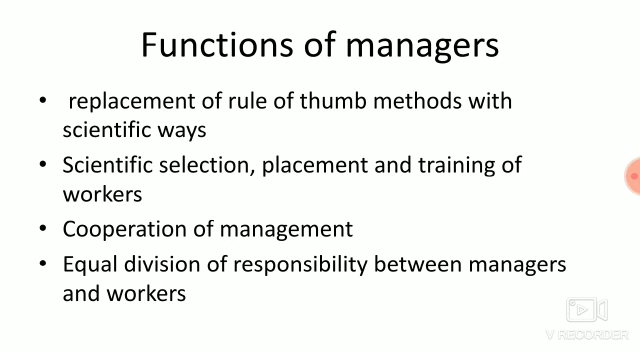 Functions of managers
• replacement of rule of thumb methods with
scientific ways
• Scientific selection, placement and training of
workers
• Cooperation of management
• Equal division of responsibility between managers
and workers
V RECORDER